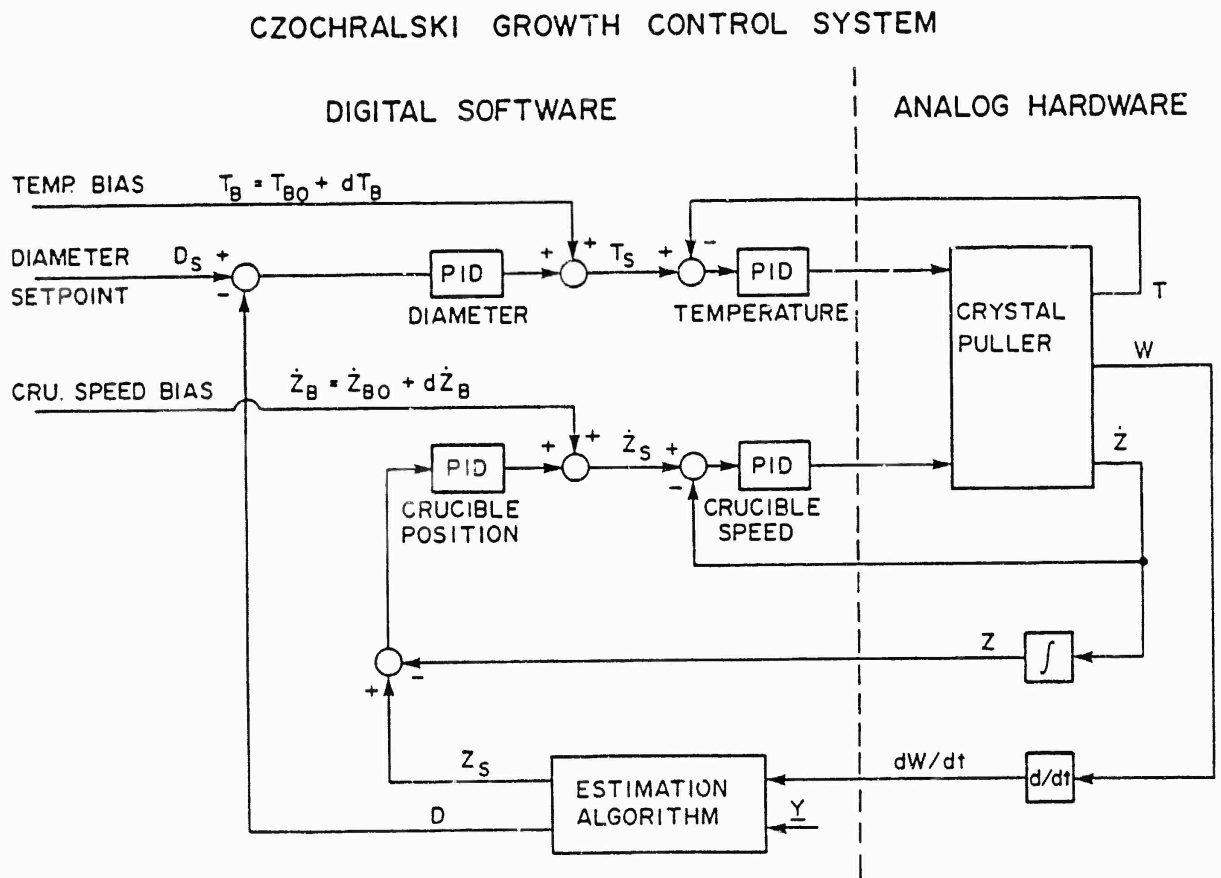 CZOCHRALSKI GROWTH CONTROL SYSTEM
DIGITAL SOFTWARE
ANALOG HARDWARE
TEMP. BIAS
T_B = T_BO + dT_B
DIAMETER
SETPOINT
D_S
+
-
PID
DIAMETER
+
+
T_S
+
-
PID
TEMPERATURE
CRYSTAL
PULLER
T
W
Ż
CRU. SPEED BIAS
Ż_B = Ż_BO + dŻ_B
PID
CRUCIBLE
POSITION
+
+
Ż_S
+
-
PID
CRUCIBLE
SPEED
Z
∫
+
-
Z_S
D
ESTIMATION
ALGORITHM
dW/dt
d/dt
Y